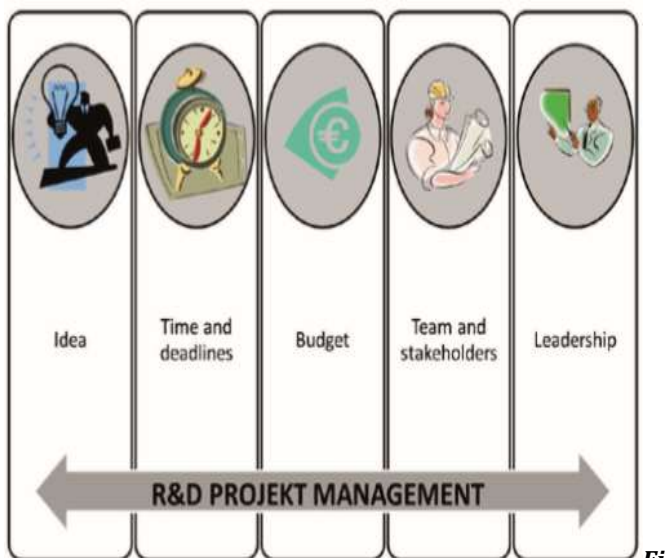 Idea
Time and
deadlines
Budget
Team and
stakeholders
Leadership
R&D PROJEKT MANAGEMENT